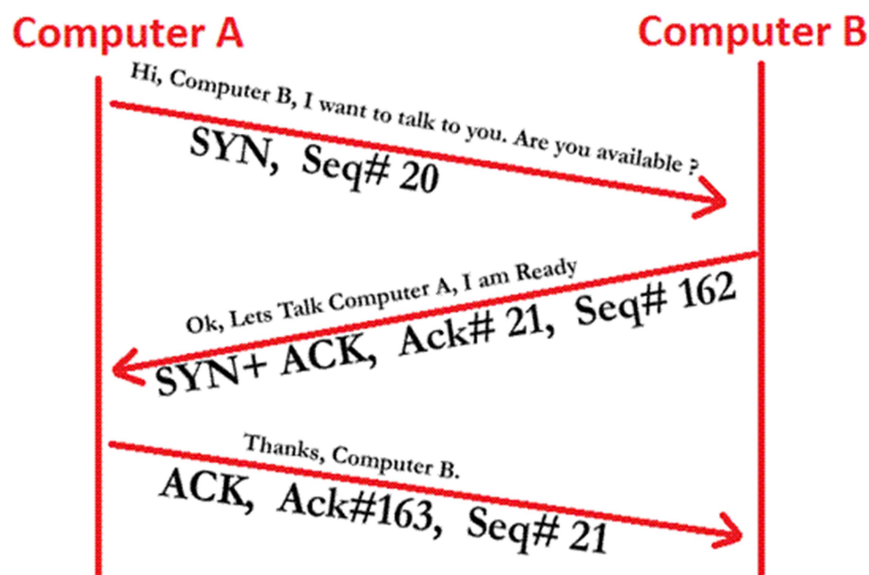 Computer A
Computer B
Hi, Computer B, I want to talk to you. Are you available ?
SYN, Seq# 20
Ok, Lets Talk Computer A, I am Ready
SYN+ ACK, Ack# 21, Seq# 162
Thanks, Computer B.
ACK, Ack#163, Seq# 21